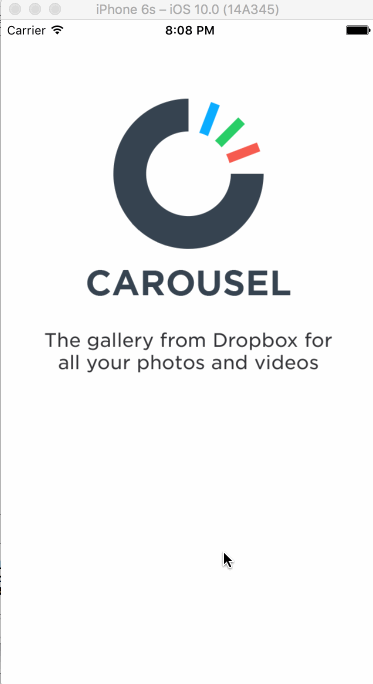 iPhone 6s – iOS 10.0 (14A345)
Carrier 8:08 PM
CAROUSEL
The gallery from Dropbox for
all your photos and videos